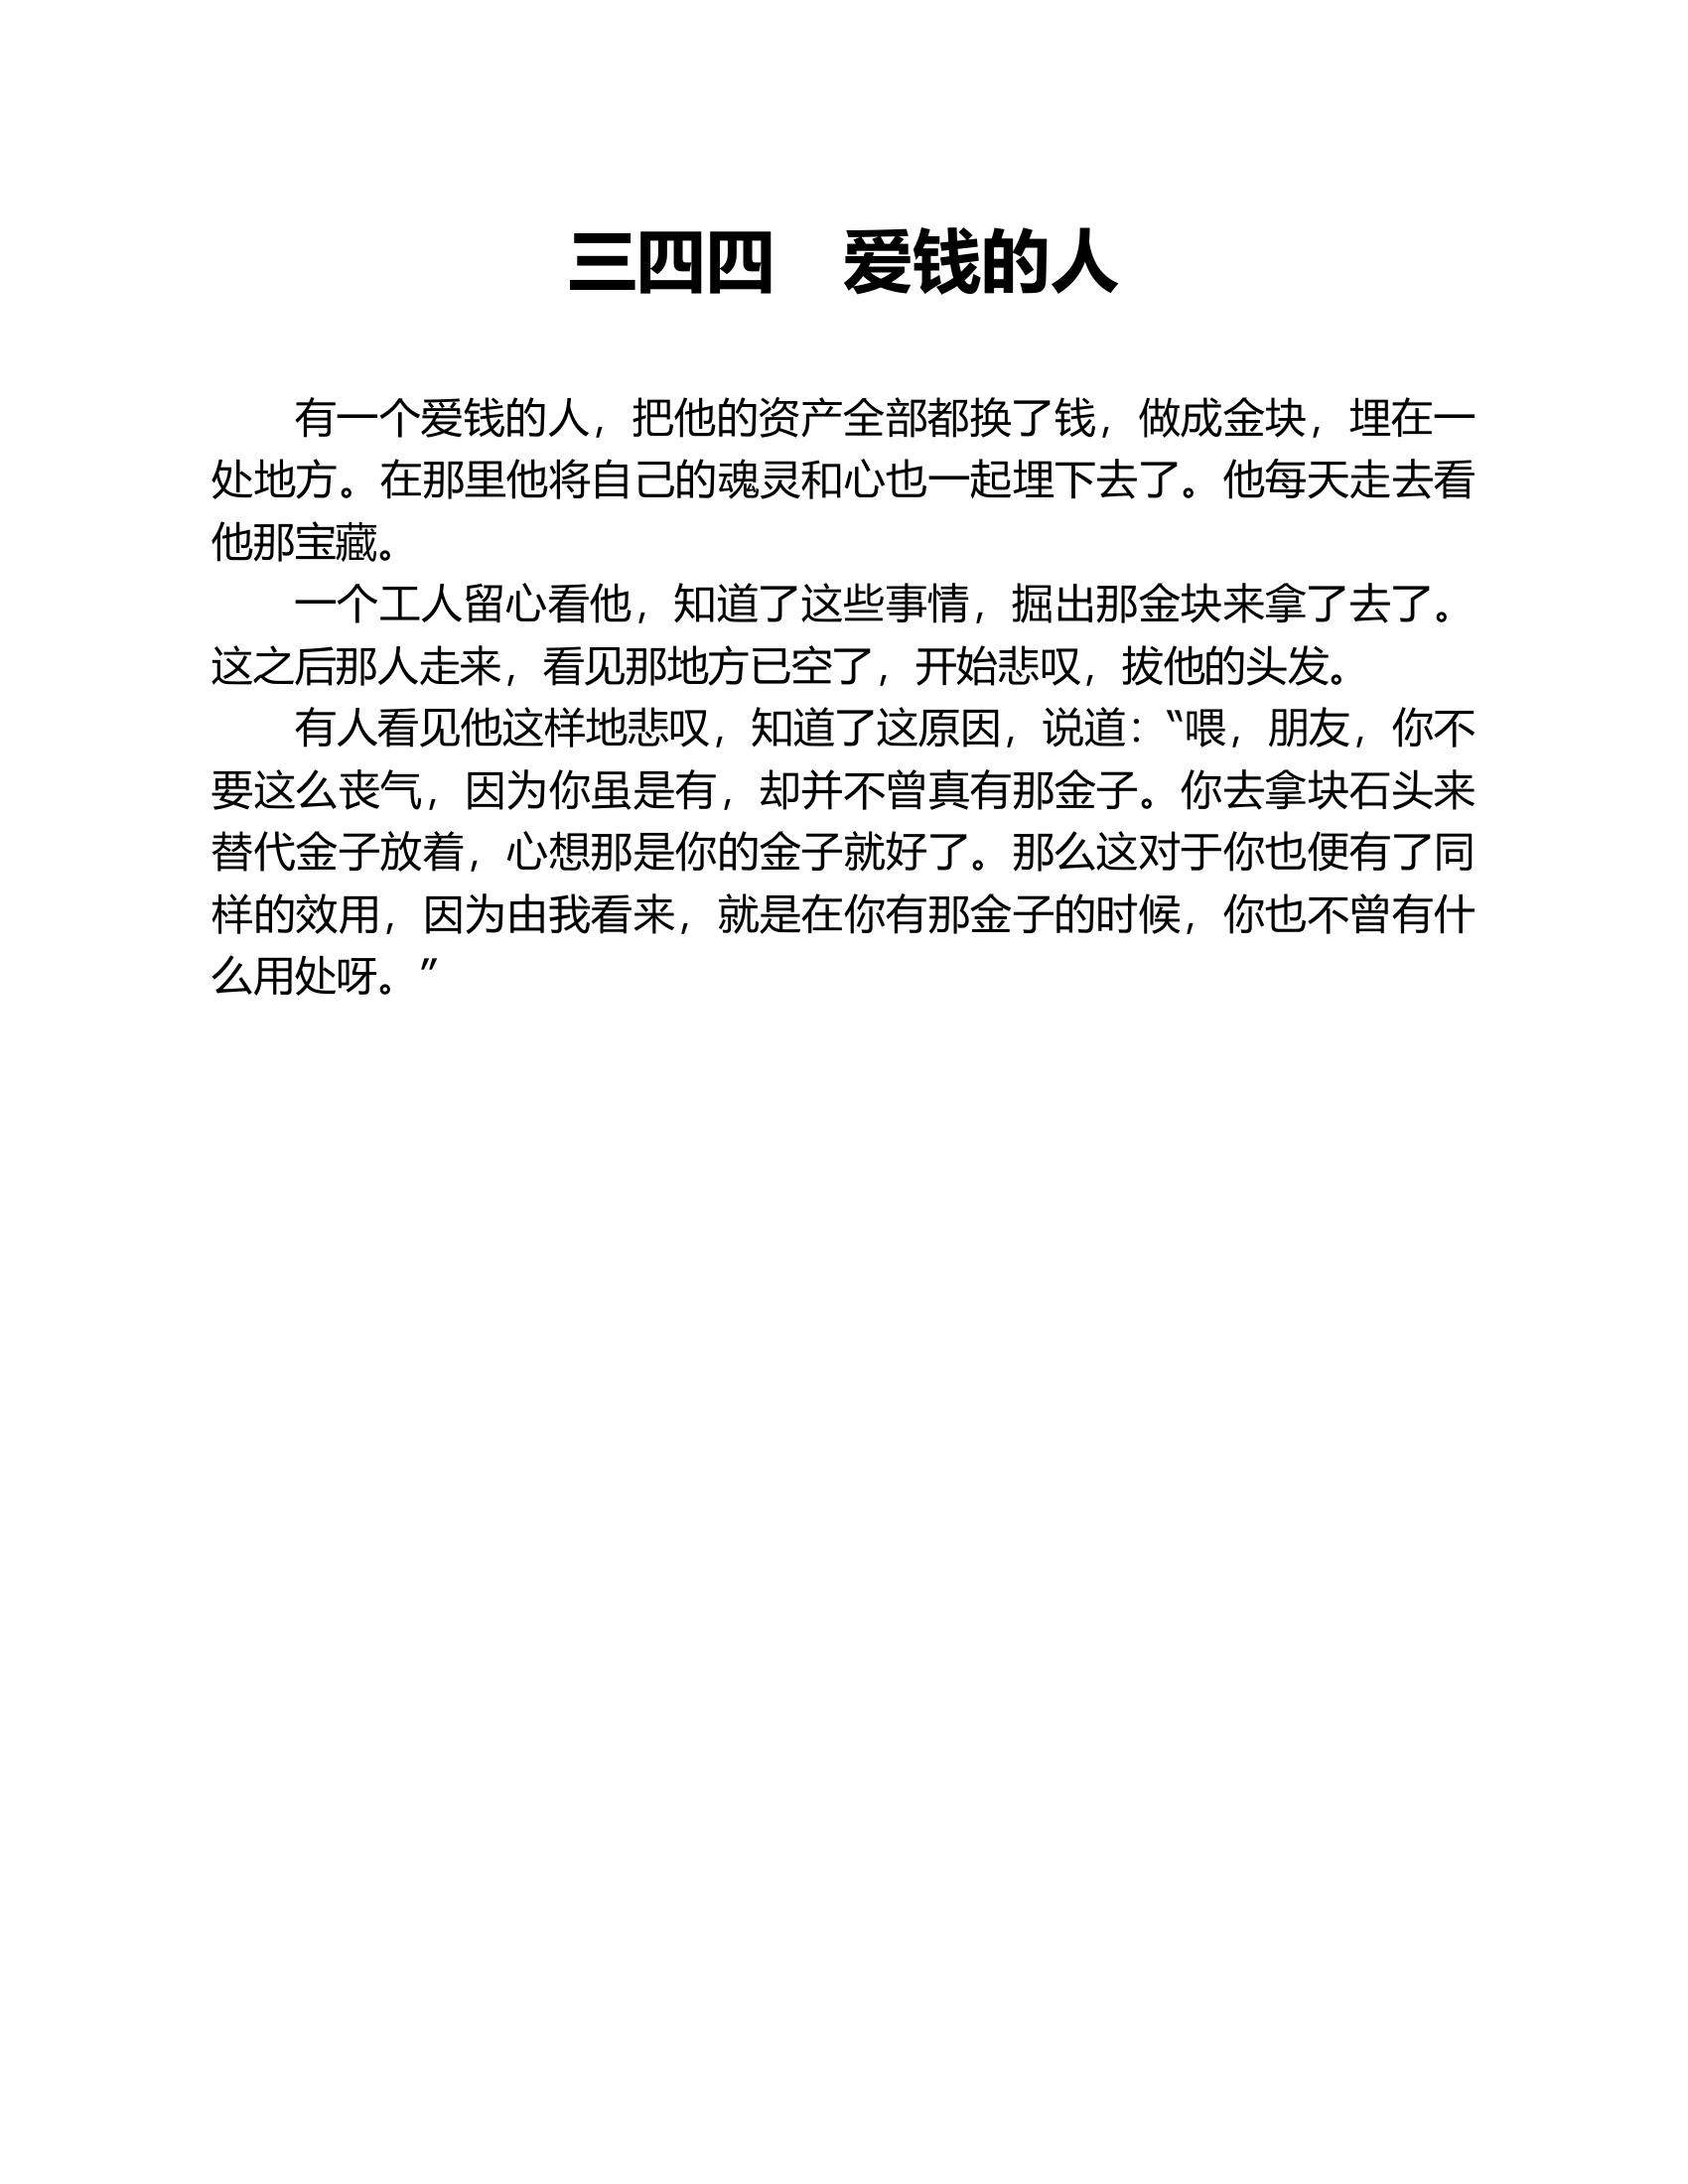 三四四　爱钱的人
有一个爱钱的人，把他的资产全部都换了钱，做成金块，埋在一
处地方。在那里他将自己的魂灵和心也一起埋下去了。他每天走去看
他那宝藏。
一个工人留心看他，知道了这些事情，掘出那金块来拿了去了。
这之后那人走来，看见那地方已空了，开始悲叹，拔他的头发。
有人看见他这样地悲叹，知道了这原因，说道：“喂，朋友，你不
要这么丧气，因为你虽是有，却并不曾真有那金子。你去拿块石头来
替代金子放着，心想那是你的金子就好了。那么这对于你也便有了同
样的效用，因为由我看来，就是在你有那金子的时候，你也不曾有什
么用处呀。”